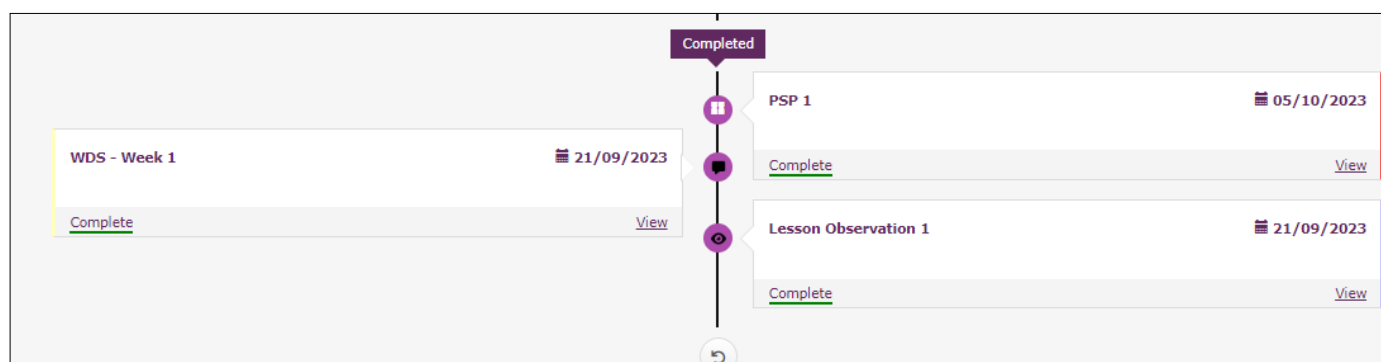 Completed
PSP 1 05/10/2023
Complete View
WDS - Week 1 21/09/2023
Complete View
Lesson Observation 1 21/09/2023
Complete View